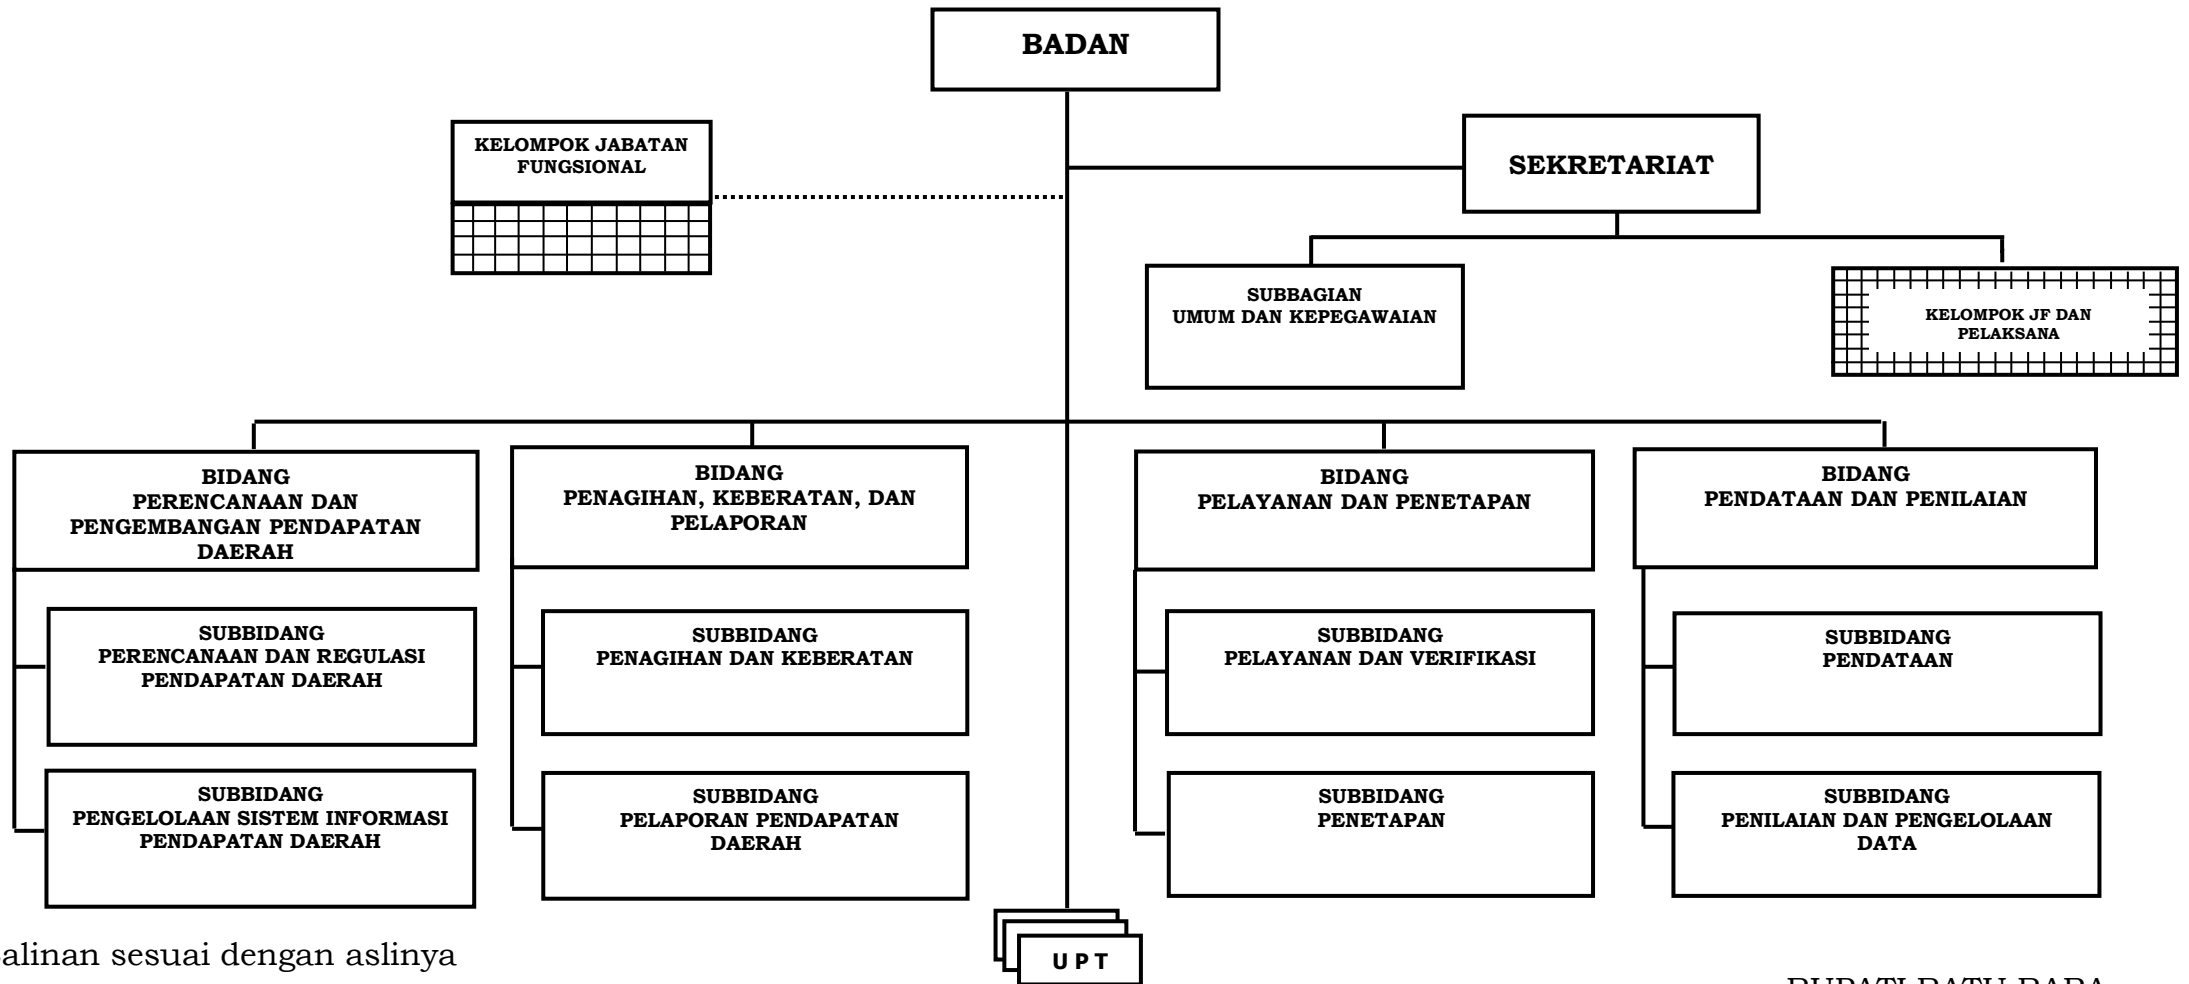 BADAN
KELOMPOK JABATAN
FUNGSIONAL
SEKRETARIAT
SUBBAGIAN
UMUM DAN KEPEGAWAIAN
KELOMPOK JF DAN
PELAKSANA
BIDANG
PERENCANAAN DAN
PENGEMBANGAN PENDAPATAN
DAERAH
BIDANG
PENAGIHAN, KEBERATAN, DAN
PELAPORAN
BIDANG
PELAYANAN DAN PENETAPAN
BIDANG
PENDATAAN DAN PENILAIAN
SUBBIDANG
PERENCANAAN DAN REGULASI
PENDAPATAN DAERAH
SUBBIDANG
PENAGIHAN DAN KEBERATAN
SUBBIDANG
PELAYANAN DAN VERIFIKASI
SUBBIDANG
PENDATAAN
SUBBIDANG
PENGELOLAAN SISTEM INFORMASI
PENDAPATAN DAERAH
SUBBIDANG
PELAPORAN PENDAPATAN
DAERAH
SUBBIDANG
PENETAPAN
SUBBIDANG
PENILAIAN DAN PENGELOLAAN
DATA
U P T
alinan sesuai dengan aslinya
BUPATI BATU BARA